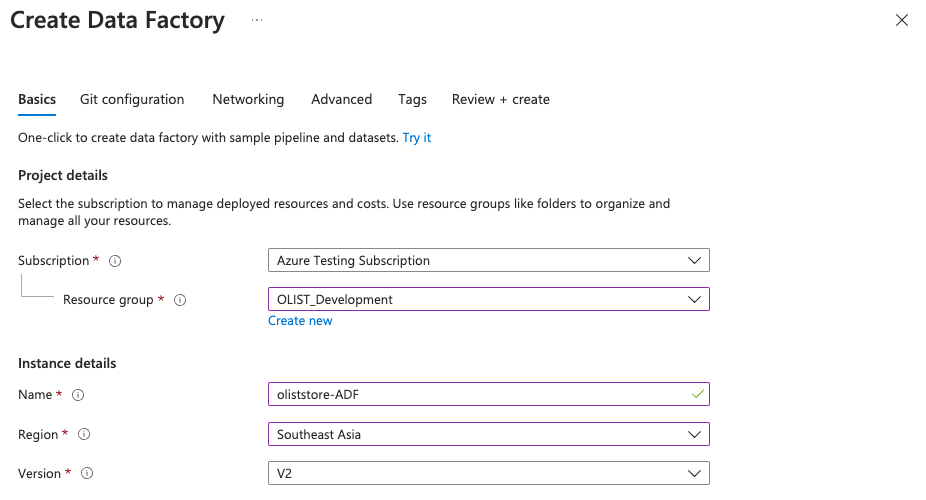 Create Data Factory ...
Basics Git configuration Networking Advanced Tags Review + create
One-click to create data factory with sample pipeline and datasets. Try it
Project details
Select the subscription to manage deployed resources and costs. Use resource groups like folders to organize and
manage all your resources.
Subscription * Azure Testing Subscription
Resource group * OLIST_Development
Create new
Instance details
Name * oliststore-ADF
Region * Southeast Asia
Version * V2